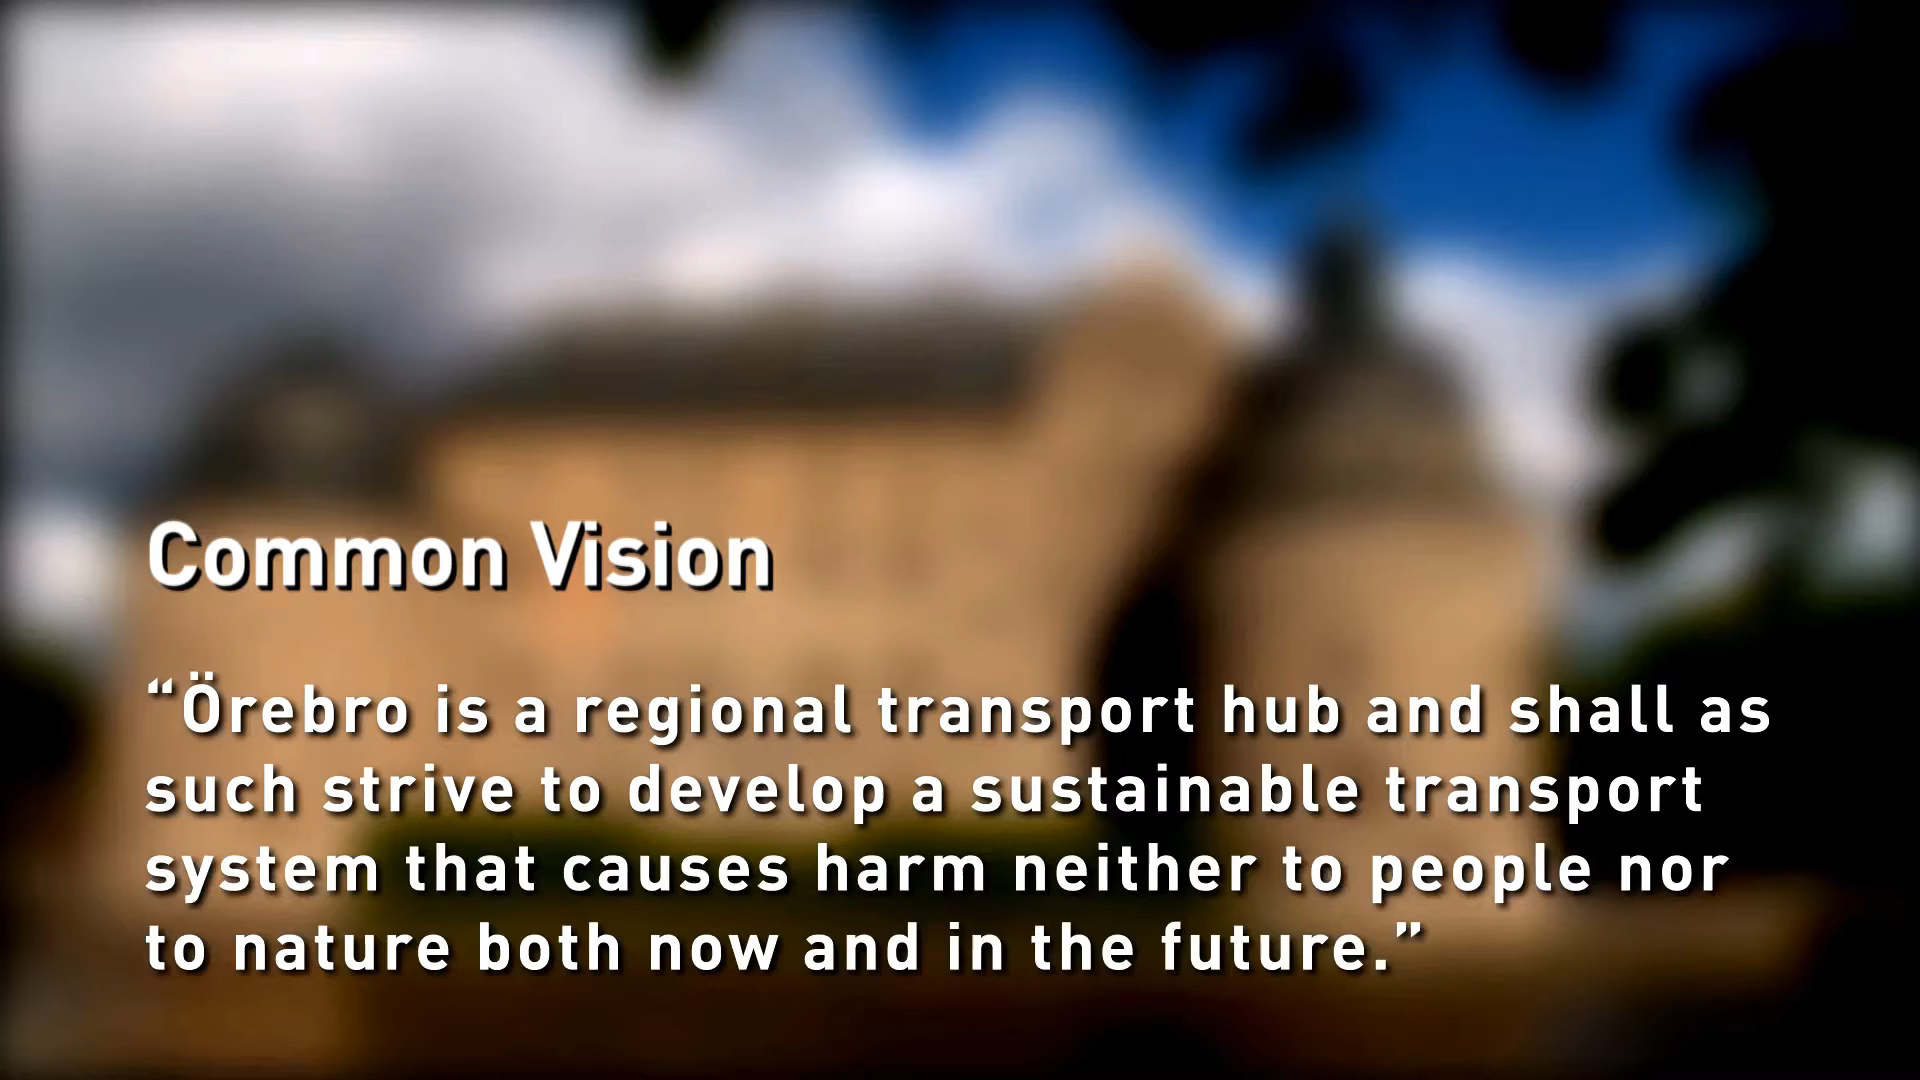 Common Vision
“Örebro is a regional transport hub and shall as
such strive to develop a sustainable transport
system that causes harm neither to people nor
to nature both now and in the future.”